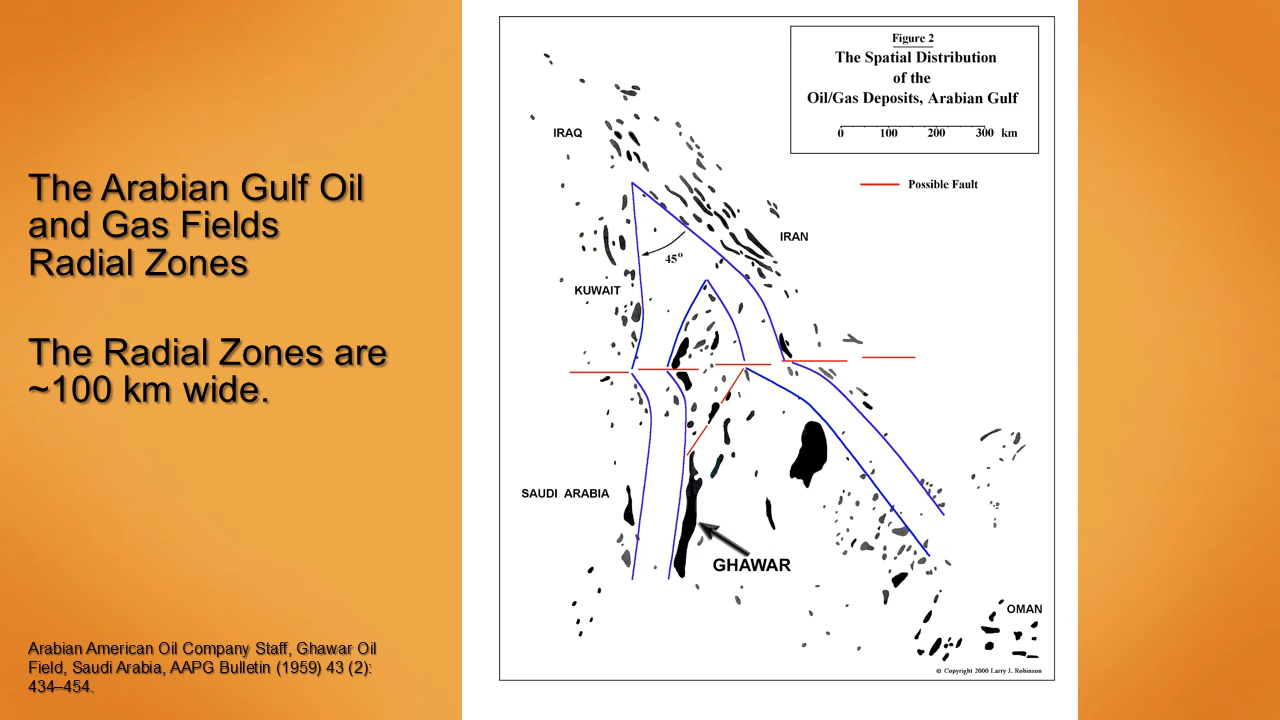 The Arabian Gulf Oil
and Gas Fields
Radial Zones
The Radial Zones are
~100 km wide.
Arabian American Oil Company Staff, Ghawar Oil
Field, Saudi Arabia, AAPG Bulletin (1959) 43 (2):
434–454.
Figure 2
The Spatial Distribution
of the
Oil/Gas Deposits, Arabian Gulf
0 100 200 300 km
Possible Fault
IRAQ
IRAN
45°
KUWAIT
SAUDI ARABIA
GHAWAR
OMAN
© Copyright 2000 Larry J. Robinson